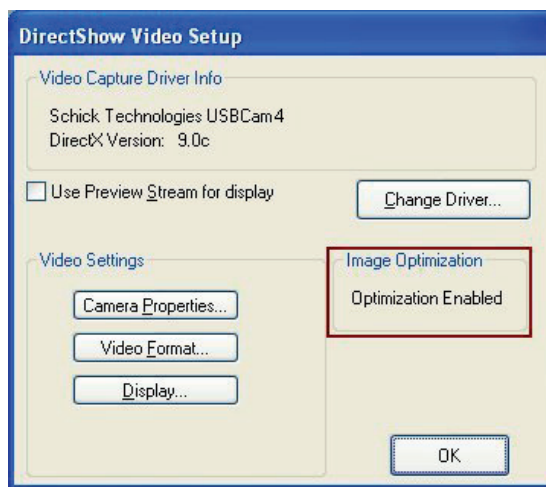 DirectShow Video Setup
Video Capture Driver Info
Schick Technologies USBCam4
DirectX Version: 9.0c
Use Preview Stream for display
Change Driver...
Video Settings
Image Optimization
Camera Properties...
Optimization Enabled
Video Format...
Display...
OK